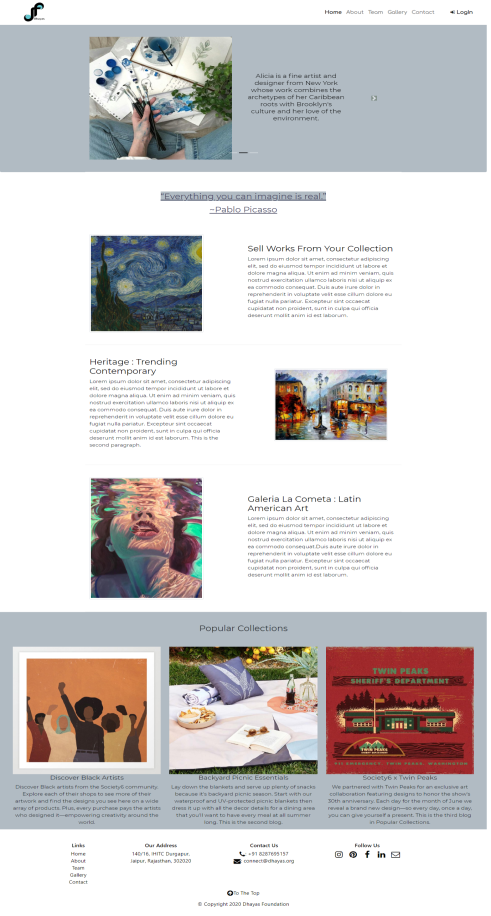 Dhayas
Home About Team Gallery Contact Login
Alicia is a fine artist and
designer from New York
whose work combines the
archetypes of her Caribbean
roots with Brooklyn's
culture and her love of the
environment.
"Everything you can imagine is real."
~Pablo Picasso
Sell Works From Your Collection
Lorem ipsum dolor sit amet, consectetur adipiscing
elit, sed do eiusmod tempor incididunt ut labore et
dolore magna aliqua. Ut enim ad minim veniam, quis
nostrud exercitation ullamco laboris nisi ut aliquip ex
ea commodo consequat. Duis aute irure dolor in
reprehenderit in voluptate velit esse cillum dolore eu
fugiat nulla pariatur. Excepteur sint occaecat
cupidatat non proident, sunt in culpa qui officia
deserunt mollit anim id est laborum.
Heritage : Trending
Contemporary
Lorem ipsum dolor sit amet, consectetur adipiscing
elit, sed do eiusmod tempor incididunt ut labore et
dolore magna aliqua. Ut enim ad minim veniam, quis
nostrud exercitation ullamco laboris nisi ut aliquip ex
ea commodo consequat. Duis aute irure dolor in
reprehenderit in voluptate velit esse cillum dolore eu
fugiat nulla pariatur. Excepteur sint occaecat
cupidatat non proident, sunt in culpa qui officia
deserunt mollit anim id est laborum. This is the
second paragraph.
Galeria La Cometa : Latin
American Art
Lorem ipsum dolor sit amet, consectetur adipiscing
elit, sed do eiusmod tempor incididunt ut labore et
dolore magna aliqua. Ut enim ad minim veniam, quis
nostrud exercitation ullamco laboris nisi ut aliquip ex
ea commodo consequat.Duis aute irure dolor in
reprehenderit in voluptate velit esse cillum dolore eu
fugiat nulla pariatur. Excepteur sint occaecat
cupidatat non proident, sunt in culpa qui officia
deserunt mollit anim id est laborum.
Popular Collections
TWIN PEAKS
SHERIFF'S DEPARTMENT
TWIN PEAKS
Discover Black Artists
Discover Black artists from the Society6 community.
Explore each of their shops to see more of their
artwork and find the designs you see here on a wide
array of products. Plus, every purchase pays the artists
who designed it—empowering creativity around the
world.
Backyard Picnic Essentials
Lay down the blankets and serve up plenty of snacks
because it's backyard picnic season. Start with our
waterproof and UV-protected picnic blankets then
dress it up with all the decor details for a dining area
that you'll want to have every meal at all summer
long. This is the second blog.
Society6 x Twin Peaks
We partnered with Twin Peaks for an exclusive art
collaboration featuring designs to honor the show's
30th anniversary. Each day for the month of June we
reveal a brand new design—so every day, once a day,
you can give yourself a present. This is the third blog
in Popular Collections.
Links
Home
About
Team
Gallery
Contact
Our Address
140/16, IHITC Durgapur,
Jaipur, Rajasthan, 302020
Contact Us
+91 8287695157
connect@dhayas.org
Follow Us
To The Top
© Copyright 2020 Dhayas Foundation